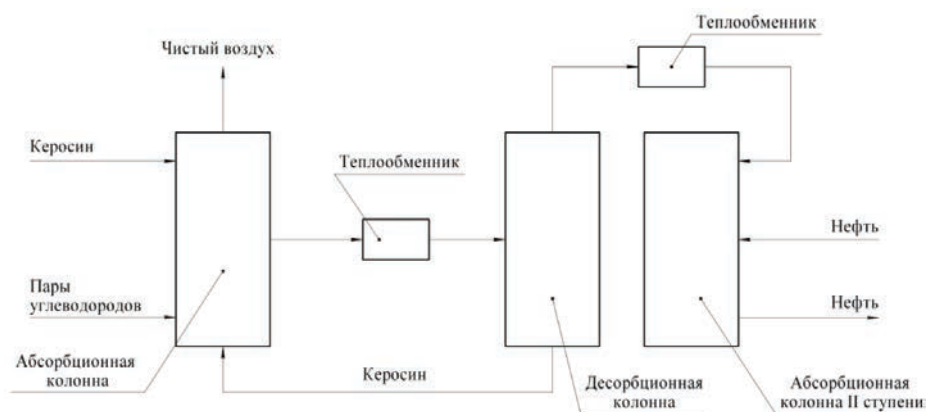 Теплообменник
Чистый воздух
Керосин
Теплообменник
Нефть
Пары
углеводородов
Нефть
Абсорбционная
колонна
Керосин
Десорбционная
колонна
Абсорбционная
колонна II ступени